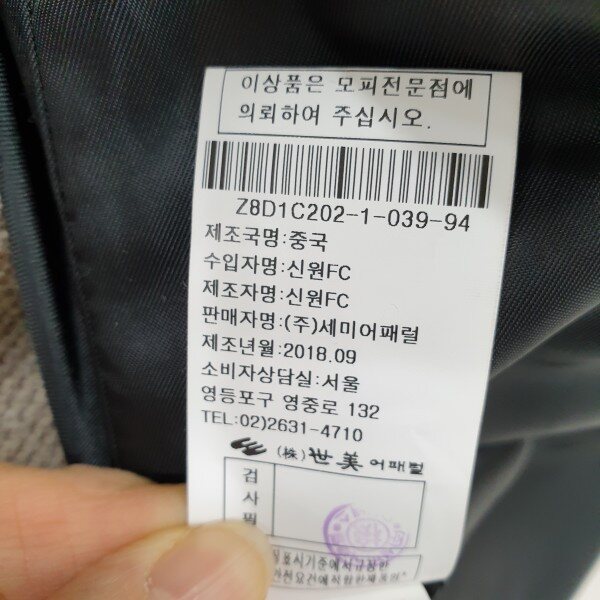 이상품은 모피전문점에
의뢰하여 주십시오.
Z8D1C202-1-039-94
제조국명:중국
수입자명:신원FC
제조자명:신원FC
판매자명:(주)세미어패럴
제조년월:2018.09
소비자상담실:서울
영등포구 영중로 132
TEL:02)2631-4710
(株)世美어패럴
검
사
필